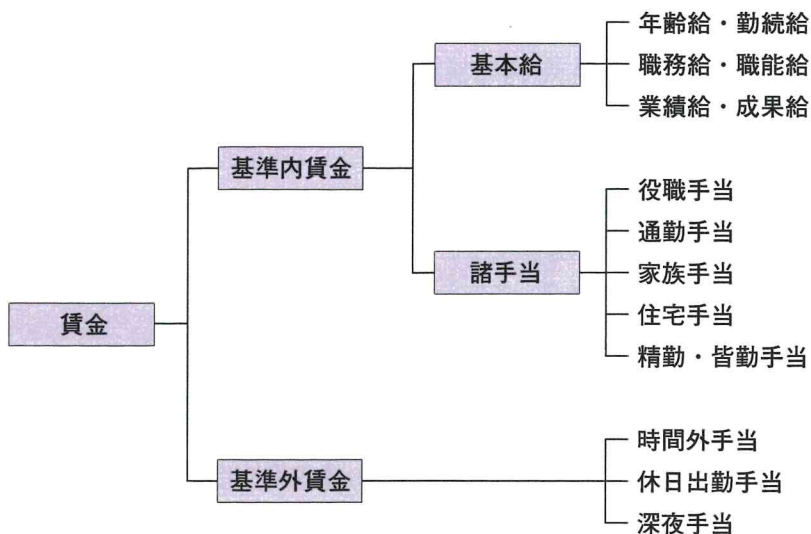 賃金
基準内賃金
基本給
年齢給・勤続給
職務給・職能給
業績給・成果給
諸手当
役職手当
通勤手当
家族手当
住宅手当
精勤・皆勤手当
基準外賃金
時間外手当
休日出勤手当
深夜手当